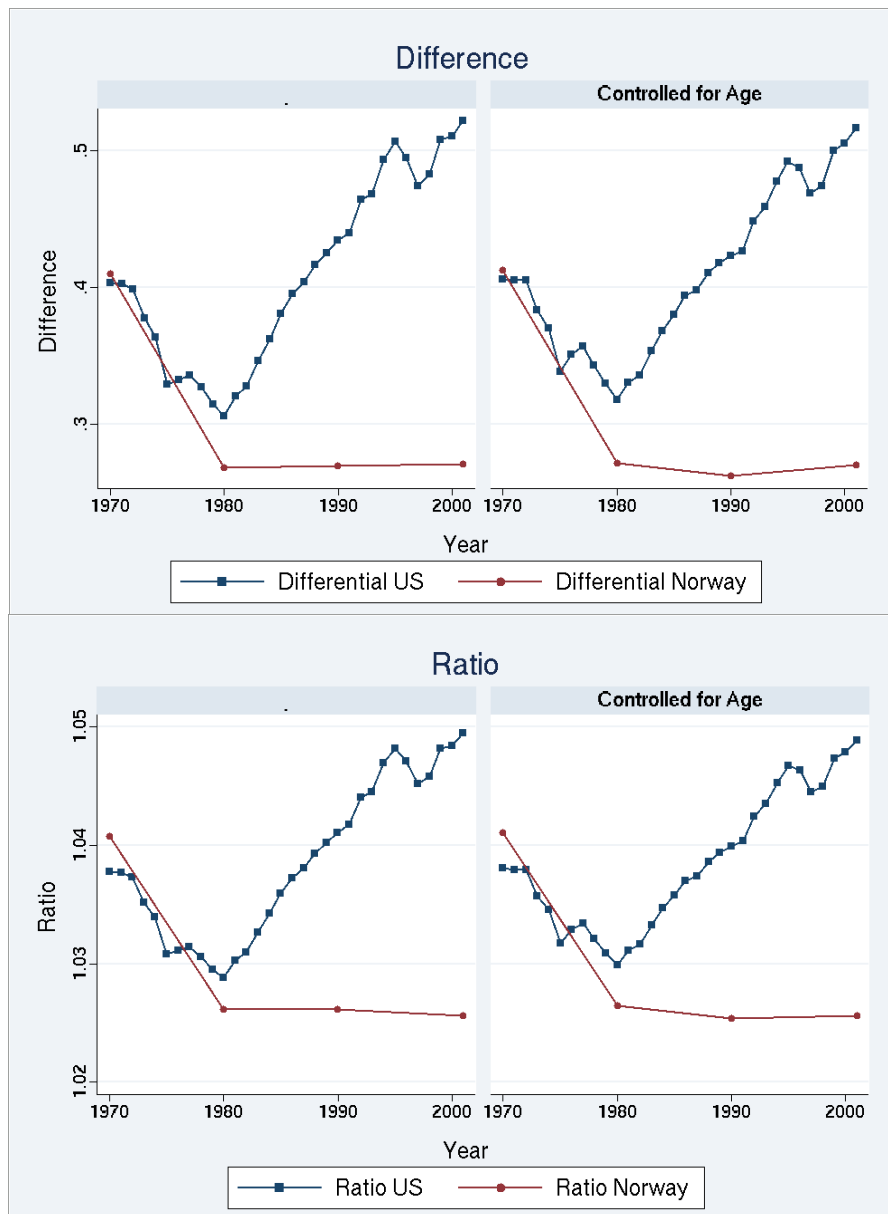 Difference
. Controlled for Age
.5
.4
.3
Difference
1970 1980 1990 2000 1970 1980 1990 2000
Year
Differential US Differential Norway
Ratio
. Controlled for Age
1.05
1.04
1.03
1.02
Ratio
1970 1980 1990 2000 1970 1980 1990 2000
Year
Ratio US Ratio Norway